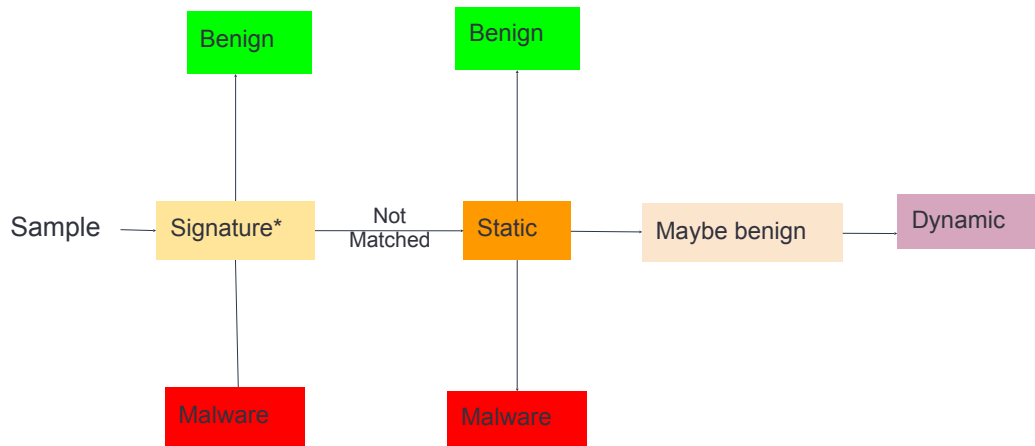 Benign
Benign
Sample
Signature*
Not
Matched
Static
Maybe benign
Dynamic
Malware
Malware